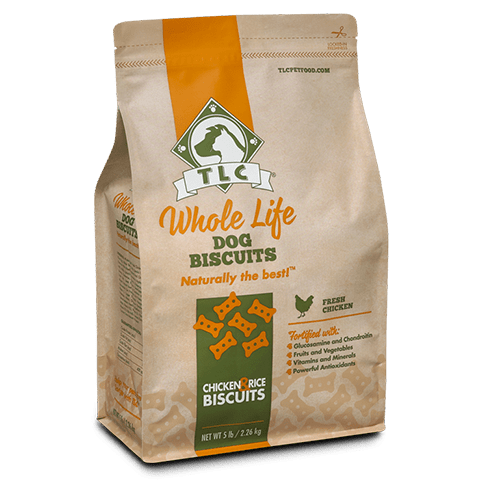 TLCPETFOOD.COM
TLC®
Whole Life
DOG
BISCUITS
Naturally the best!™
FRESH
CHICKEN
Fortified with:
Glucosamine and Chondroitin
Fruits and Vegetables
Vitamins and Minerals
Powerful Antioxidants
CHICKEN&RICE
BISCUITS
NET WT 5 lb / 2.26 kg